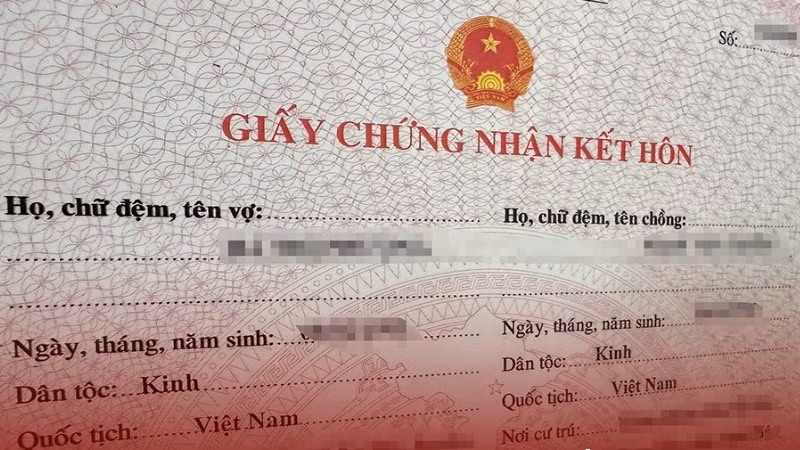 Số:
VIỆT NAM
GIẤY CHỨNG NHẬN KẾT HÔN
Họ, chữ đệm, tên vợ:
Họ, chữ đệm, tên chồng:
Ngày, tháng, năm sinh:
Ngày, tháng, năm sinh:
Dân tộc: Kinh
Dân tộc: Kinh
Quốc tịch: Việt Nam
Quốc tịch: Việt Nam
Nơi cư trú: